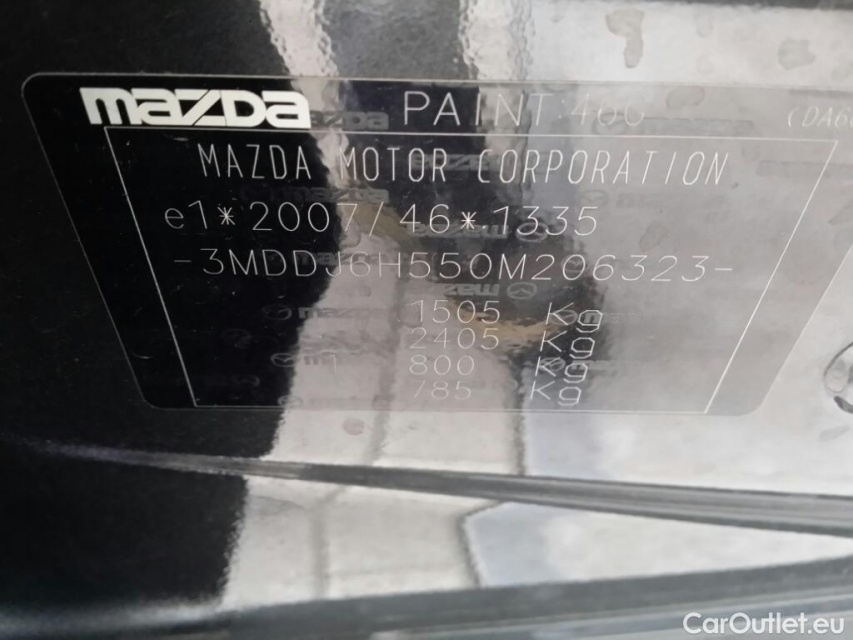 mazda PAINT 46G (DA6
MAZDA MOTOR CORPORATION
e1*2007/46*1335
-3MDDJ6H550M206323-
1505 Kg
2405 Kg
800 Kg
785 Kg
CarOutlet.eu